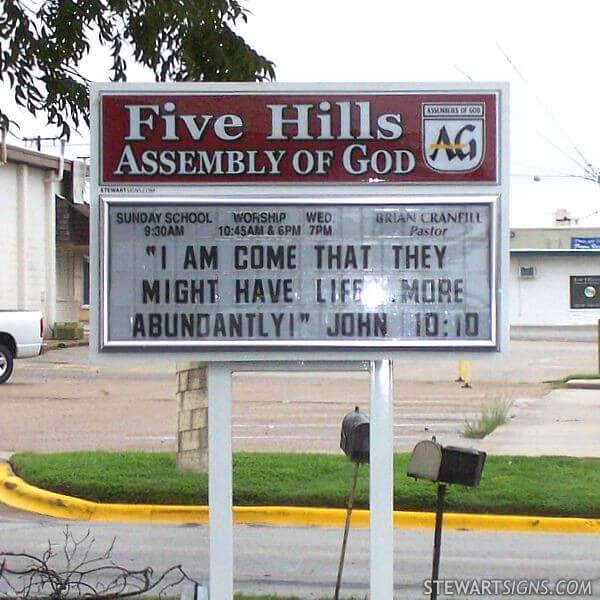 Five Hills
ASSEMBLY OF GOD
ASSEMBLIES OF GOD
AG
STEWARTSIGNS.COM
SUNDAY SCHOOL WORSHIP WED. BRIAN CRANFILL
9:30AM 10:45AM & 6PM 7PM Pastor
"I AM COME THAT THEY
MIGHT HAVE LIFE . . MORE
ABUNDANTLY!" JOHN 10:10
STEWARTSIGNS.COM